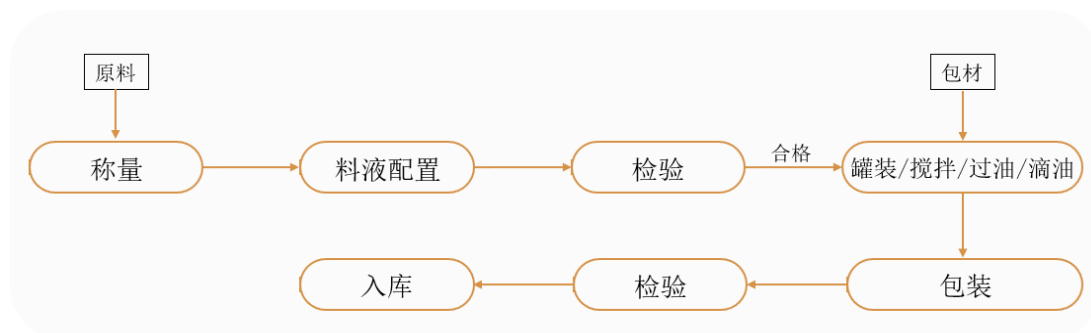 原料
包材
称量
料液配置
检验
合格
罐装/搅拌/过油/滴油
入库
检验
包装